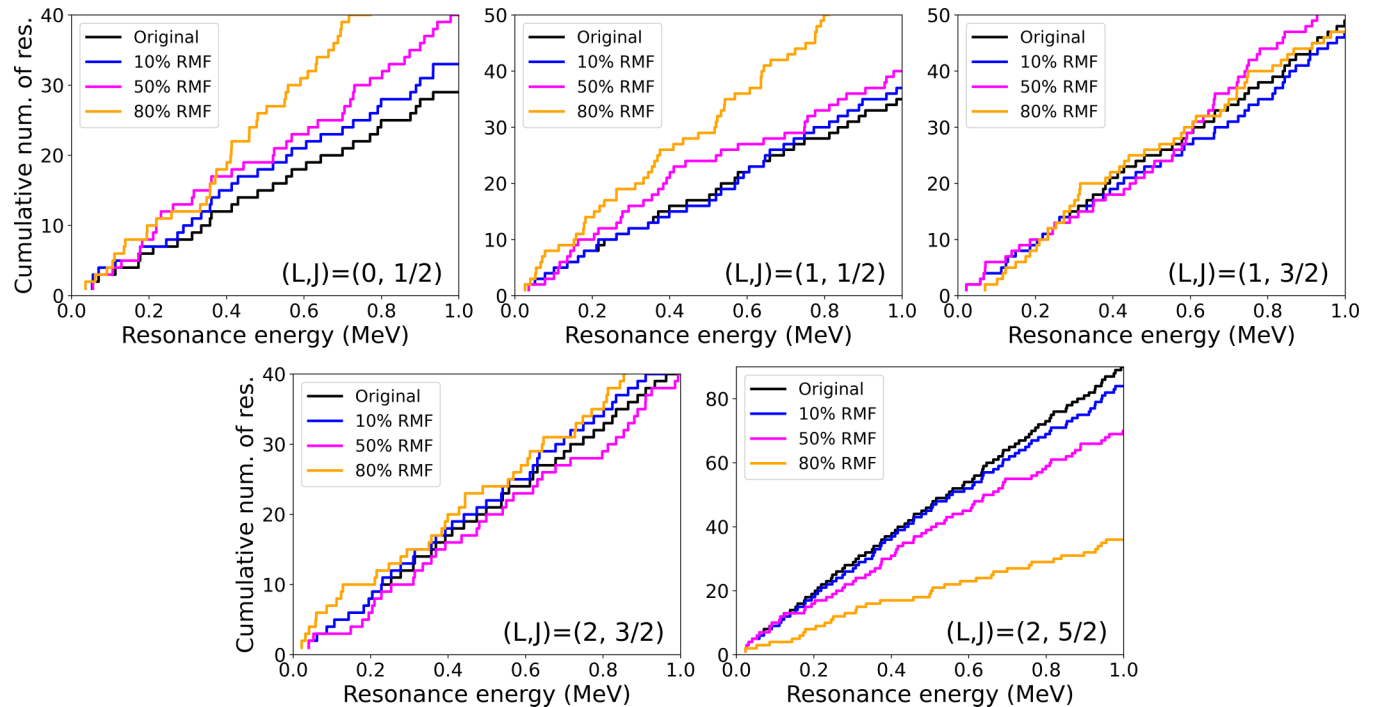 Cumulative num. of res.
40
30
20
10
0
Original
10% RMF
50% RMF
80% RMF
(L,J)=(0, 1/2)
0.0 0.2 0.4 0.6 0.8 1.0
Resonance energy (MeV)
50
40
30
20
10
0
Original
10% RMF
50% RMF
80% RMF
(L,J)=(1, 1/2)
0.0 0.2 0.4 0.6 0.8 1.0
Resonance energy (MeV)
50
40
30
20
10
0
Original
10% RMF
50% RMF
80% RMF
(L,J)=(1, 3/2)
0.0 0.2 0.4 0.6 0.8 1.0
Resonance energy (MeV)
Cumulative num. of res.
40
30
20
10
0
Original
10% RMF
50% RMF
80% RMF
(L,J)=(2, 3/2)
0.0 0.2 0.4 0.6 0.8 1.0
Resonance energy (MeV)
80
60
40
20
0
Original
10% RMF
50% RMF
80% RMF
(L,J)=(2, 5/2)
0.0 0.2 0.4 0.6 0.8 1.0
Resonance energy (MeV)